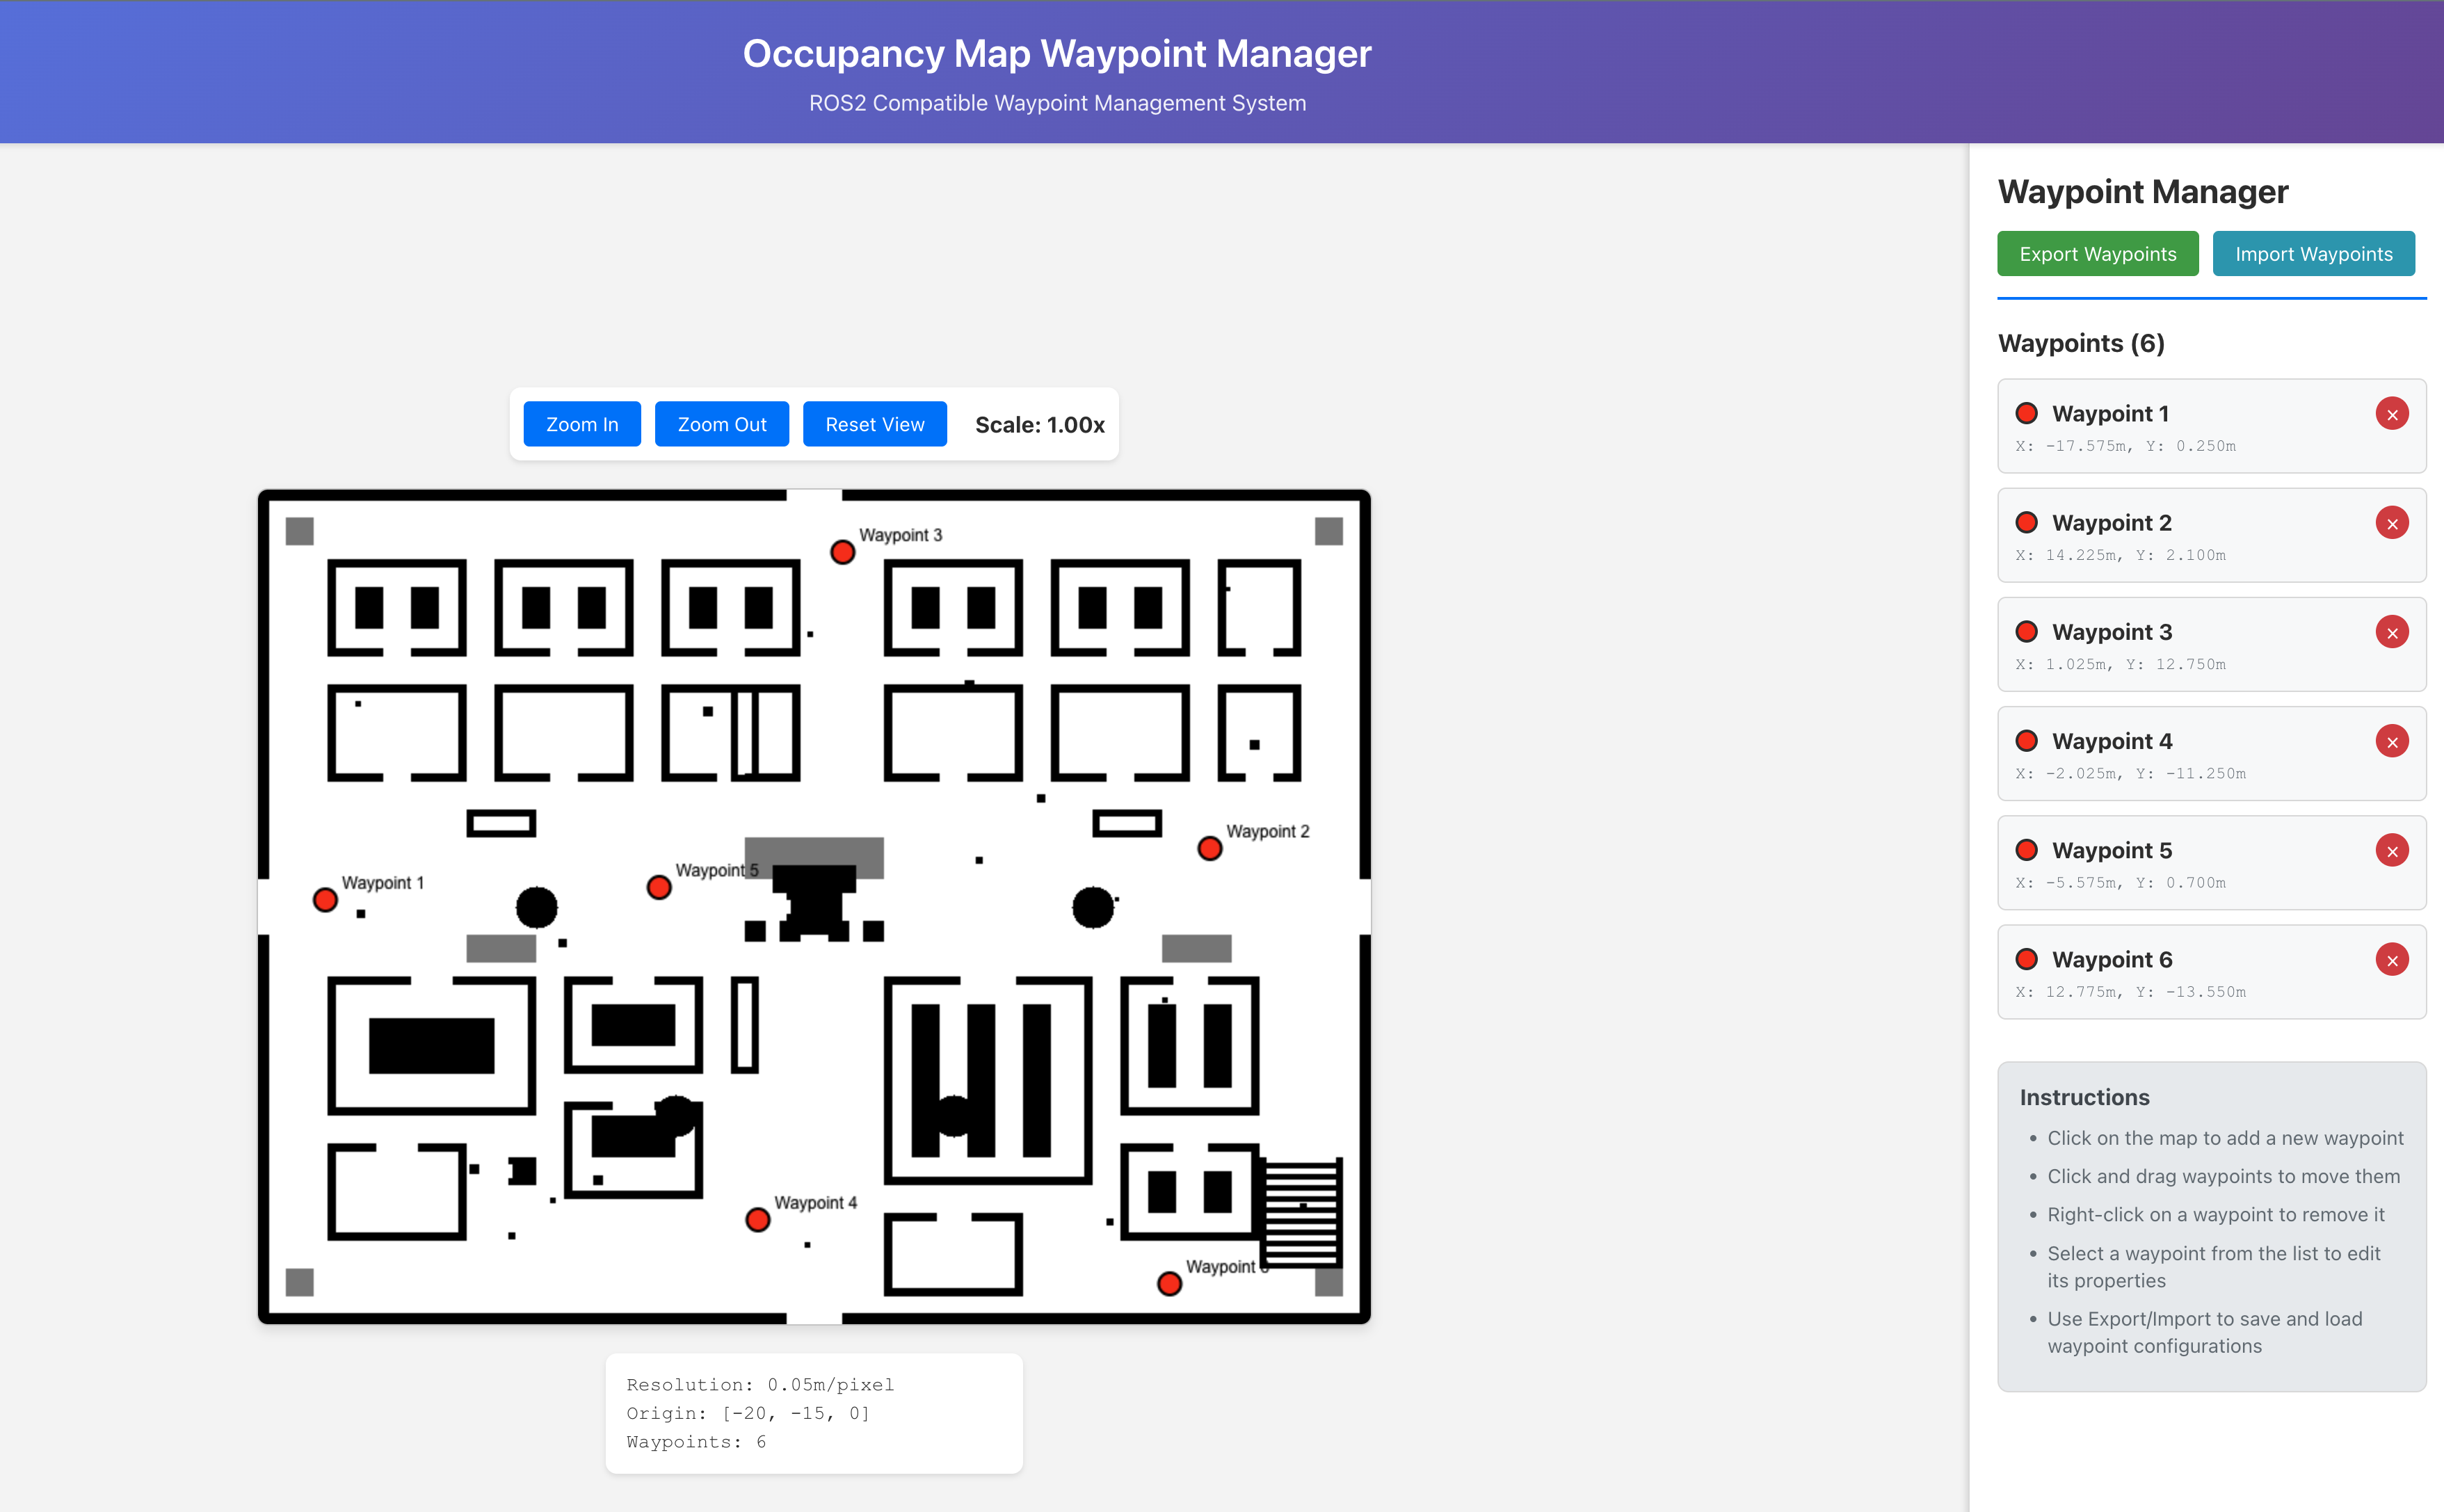 Occupancy Map Waypoint Manager
ROS2 Compatible Waypoint Management System
Zoom In
Zoom Out
Reset View
Scale: 1.00x
Waypoint 3
Waypoint 2
Waypoint 5
Waypoint 1
Waypoint 4
Waypoint
Resolution: 0.05m/pixel
Origin: [-20, -15, 0]
Waypoints: 6
Waypoint Manager
Export Waypoints
Import Waypoints
Waypoints (6)
Waypoint 1
×
X: -17.575m, Y: 0.250m
Waypoint 2
×
X: 14.225m, Y: 2.100m
Waypoint 3
×
X: 1.025m, Y: 12.750m
Waypoint 4
×
X: -2.025m, Y: -11.250m
Waypoint 5
×
X: -5.575m, Y: 0.700m
Waypoint 6
×
X: 12.775m, Y: -13.550m
Instructions
• Click on the map to add a new waypoint
• Click and drag waypoints to move them
• Right-click on a waypoint to remove it
• Select a waypoint from the list to edit
its properties
• Use Export/Import to save and load
waypoint configurations